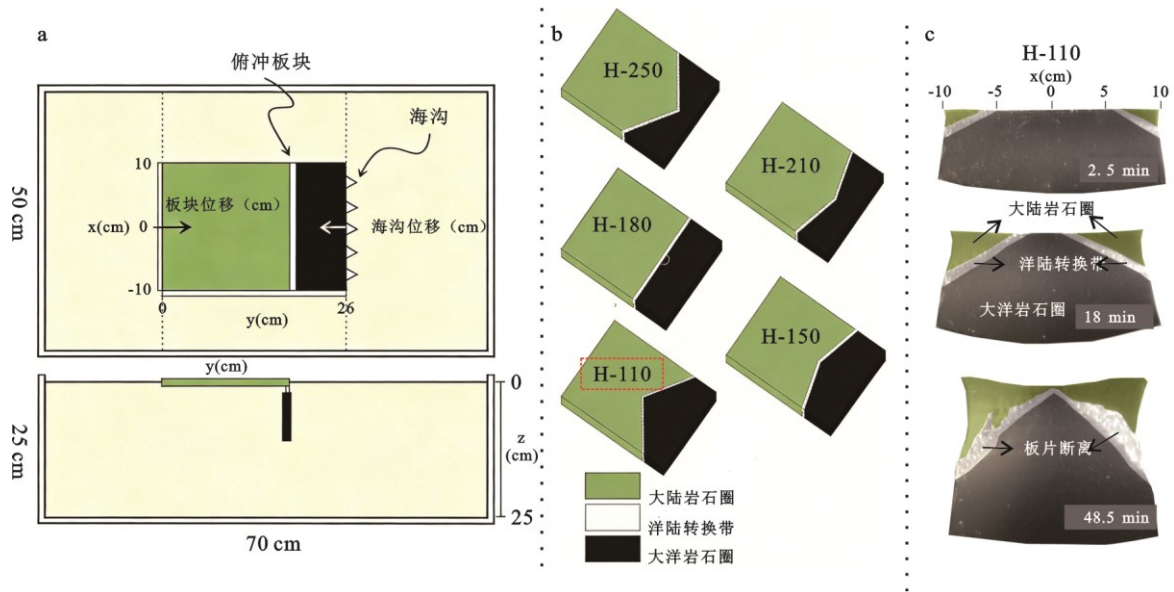 a
俯冲板块
海沟
50 cm
10
x(cm)
0
-10
板块位移（cm）
海沟位移（cm）
0
26
y(cm)
y(cm)
25 cm
0
z
(cm)
25
70 cm
b
H-250
H-210
H-180
H-150
H-110
大陆岩石圈
洋陆转换带
大洋岩石圈
c
H-110
x(cm)
-10
-5
0
5
10
2. 5 min
大陆岩石圈
洋陆转换带
大洋岩石圈
18 min
板片断离
48.5 min